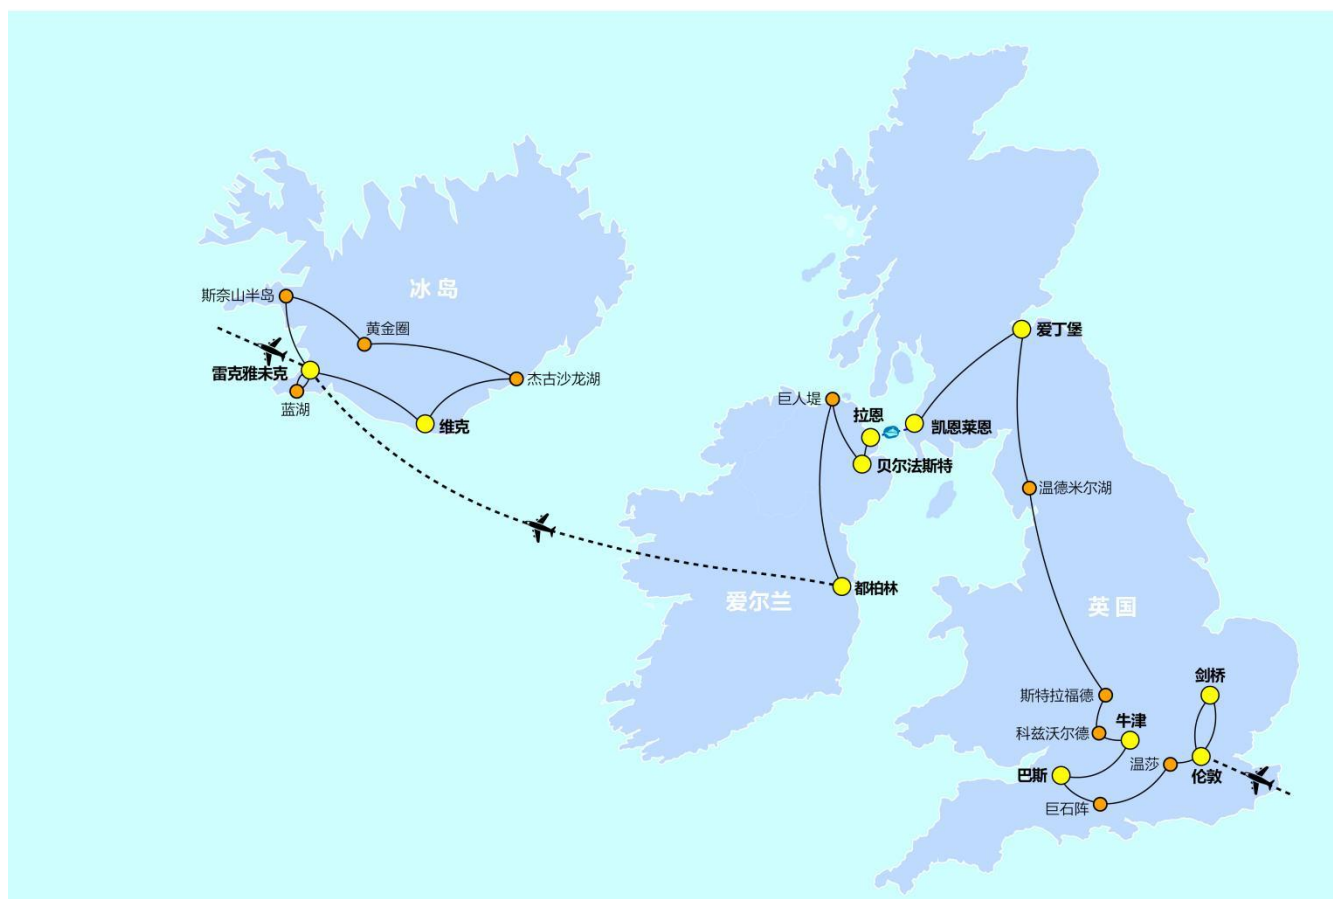 冰岛
斯奈山半岛
黄金圈
雷克雅未克
蓝湖
维克
杰古沙龙湖
爱丁堡
巨人堤
拉恩
凯恩莱恩
贝尔法斯特
温德米尔湖
都柏林
爱尔兰
英国
斯特拉福德
剑桥
科兹沃尔德
牛津
温莎
伦敦
巴斯
巨石阵